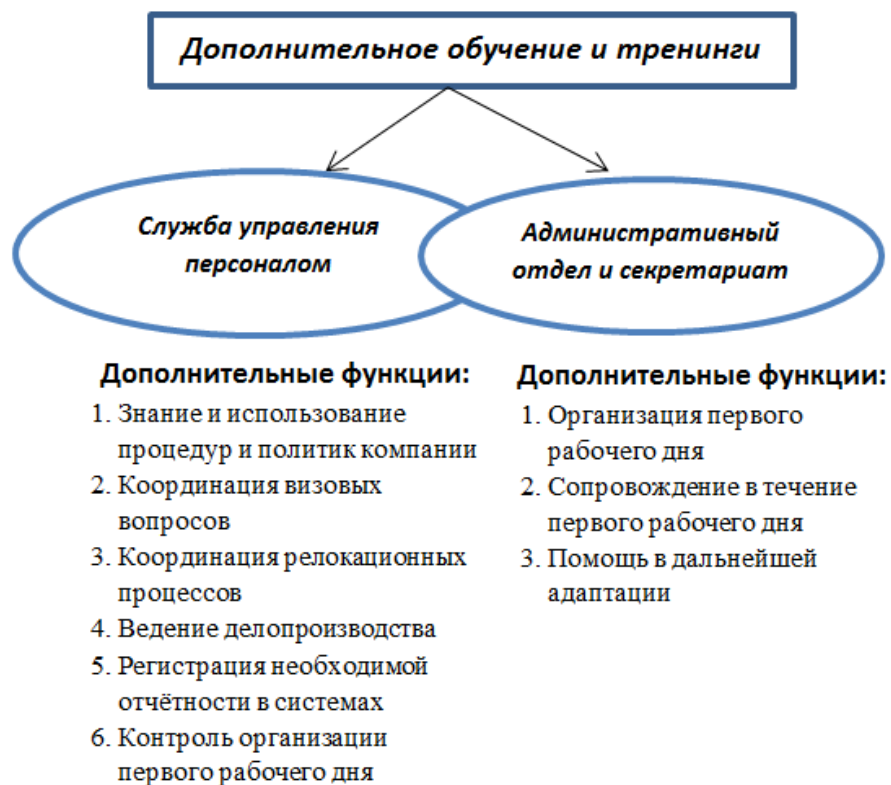 Дополнительное обучение и тренинги
Служба управления
персоналом
Административный
отдел и секретариат
Дополнительные функции:
1. Знание и использование
процедур и политик компании
2. Координация визовых
вопросов
3. Координация релокационных
процессов
4. Ведение делопроизводства
5. Регистрация необходимой
отчётности в системах
6. Контроль организации
первого рабочего дня
Дополнительные функции:
1. Организация первого
рабочего дня
2. Сопровождение в течение
первого рабочего дня
3. Помощь в дальнейшей
адаптации